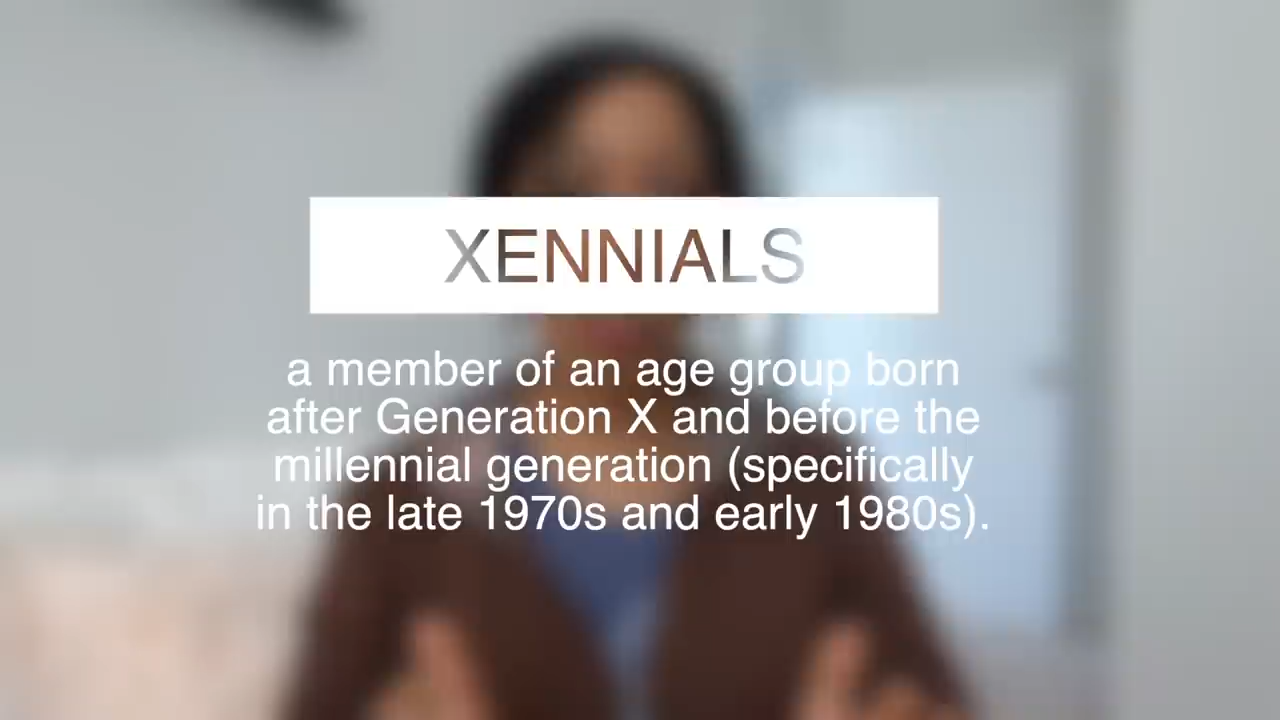 XENNIALS
a member of an age group born
after Generation X and before the
millennial generation (specifically
in the late 1970s and early 1980s).